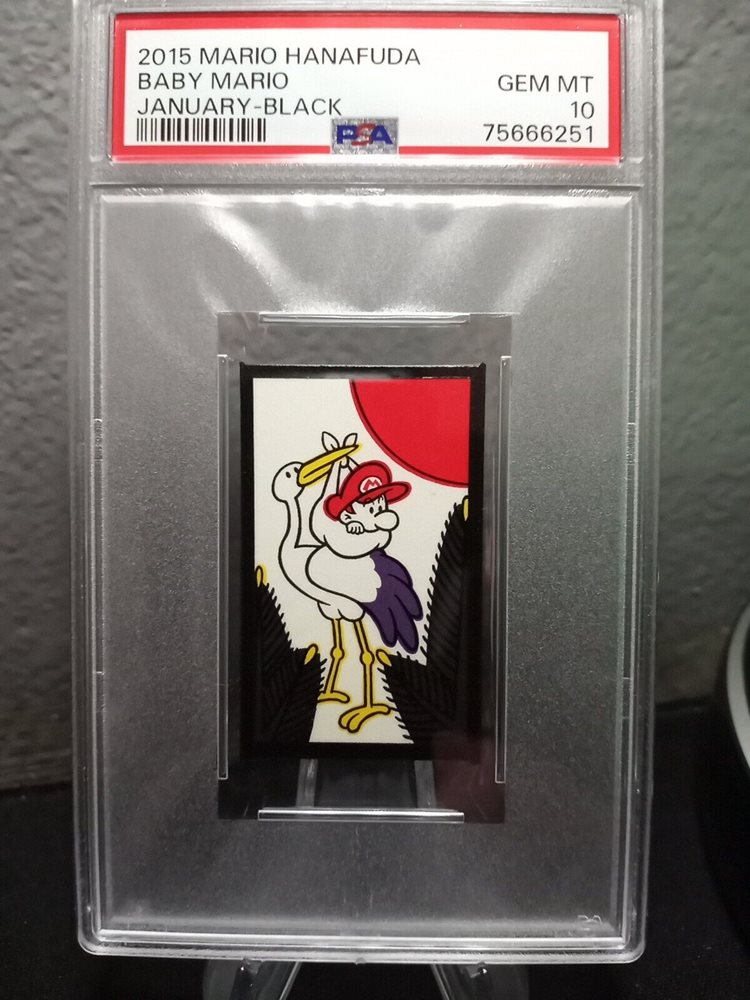 2015 MARIO HANAFUDA
BABY MARIO GEM MT
JANUARY-BLACK 10
PSA 75666251
M